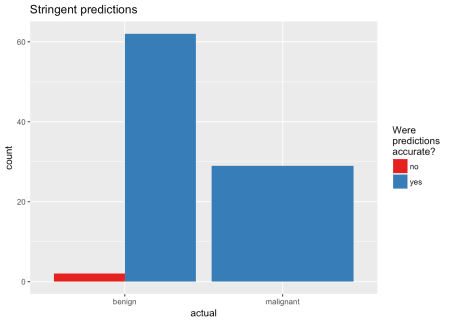 Stringent predictions
60
40
20
0
count
benign
malignant
actual
Were
predictions
accurate?
no
yes